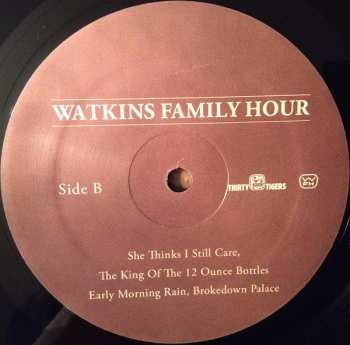 WATKINS FAMILY HOUR
Side B
THIRTY TIGERS
WFH
She Thinks I Still Care,
The King Of The 12 Ounce Bottles
Early Morning Rain, Brokedown Palace